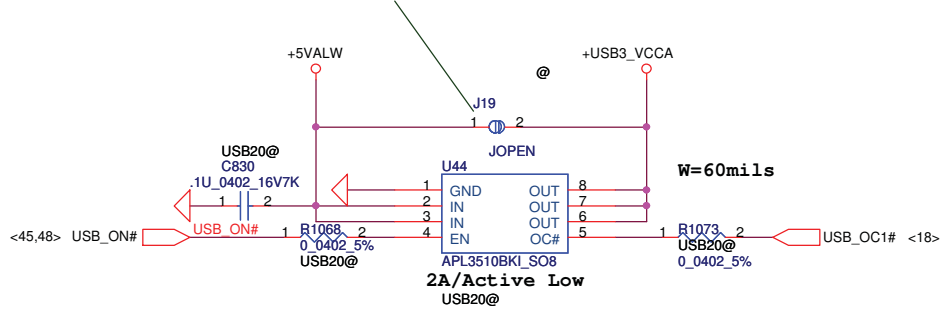 +5VALW
+USB3_VCCA
@
J19
1 2
JOPEN
USB20@
C830
.1U_0402_16V7K
1 2
U44
W=60mils
1 GND OUT 8
2 IN OUT 7
3 IN OUT 6
4 EN OC# 5
APL3510BKI_SO8
<45,48> USB_ON#
USB_ON#
R1068
1 2
0_0402_5%
USB20@
R1073
1 2
USB20@
0_0402_5%
USB_OC1# <18>
2A/Active Low
USB20@